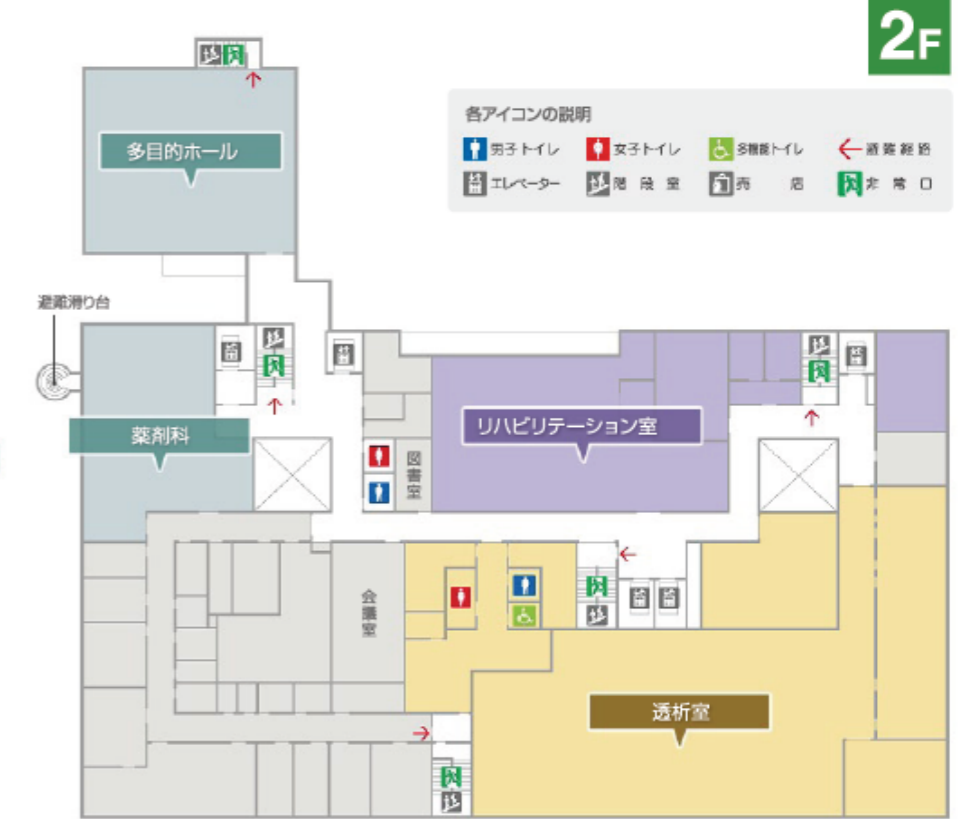 2F
各アイコンの説明
男子トイレ 女子トイレ 多機能トイレ 避難経路
エレベーター 階段室 売店 非常口
多目的ホール
避難滑り台
薬剤科
リハビリテーション室
図書室
会議室
透析室